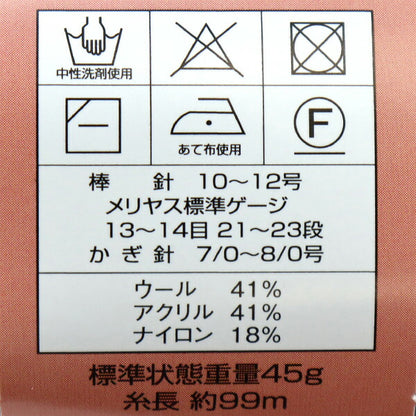 中性洗剤使用
あて布使用
F
棒 針 10〜12号
メリヤス標準ゲージ
13〜14目 21〜23段
かぎ針 7/0〜8/0号
ウール 41%
アクリル 41%
ナイロン 18%
標準状態重量45g
糸長 約99m